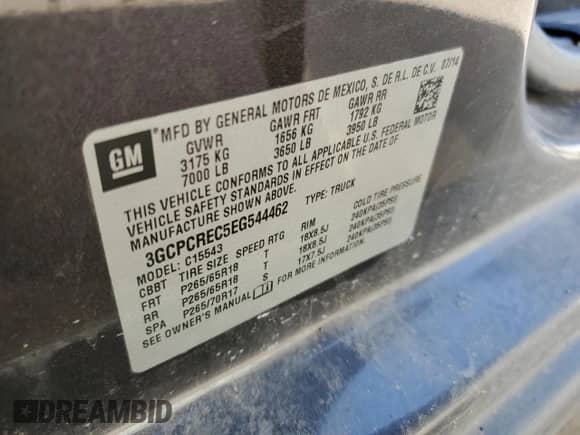 GM
MFD BY GENERAL MOTORS DE MEXICO, S. DE R.L. DE C.V. 07/14
GVWR GAWR FRT GAWR RR
3175 KG 1656 KG 1792 KG
7000 LB 3650 LB 3950 LB
THIS VEHICLE CONFORMS TO ALL APPLICABLE U.S. FEDERAL MOTOR
VEHICLE SAFETY STANDARDS IN EFFECT ON THE DATE OF
MANUFACTURE SHOWN ABOVE.
3GCPCREC5EG544462 TYPE: TRUCK
MODEL: C15543
CBBT TIRE SIZE SPEED RTG RIM COLD TIRE PRESSURE
FRT P265/65R18 T 18X8.5J 240KPA(35PSI)
RR P265/65R18 T 18X8.5J 240KPA(35PSI)
SPA P265/70R17 S 17X7.5J 240KPA(35PSI)
SEE OWNER'S MANUAL FOR MORE INFORMATION.
DREAMBID